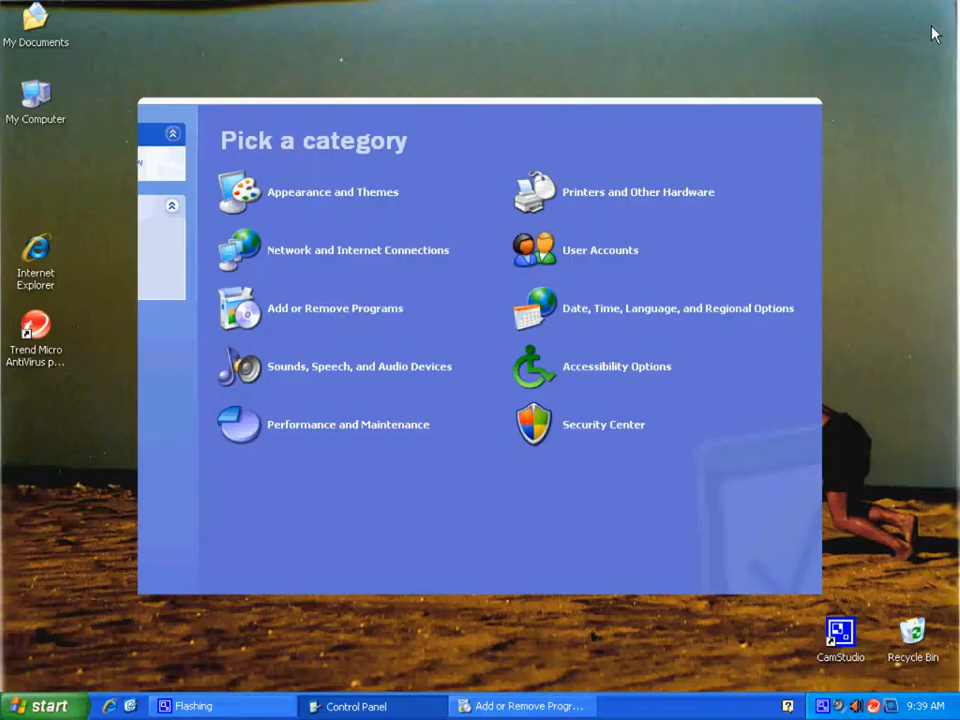 My Documents
My Computer
Internet
Explorer
Trend Micro
AntiVirus p...
Pick a category
Appearance and Themes
Printers and Other Hardware
Network and Internet Connections
User Accounts
Add or Remove Programs
Date, Time, Language, and Regional Options
Sounds, Speech, and Audio Devices
Accessibility Options
Performance and Maintenance
Security Center
CamStudio
Recycle Bin
start
Flashing
Control Panel
Add or Remove Progr...
9:39 AM